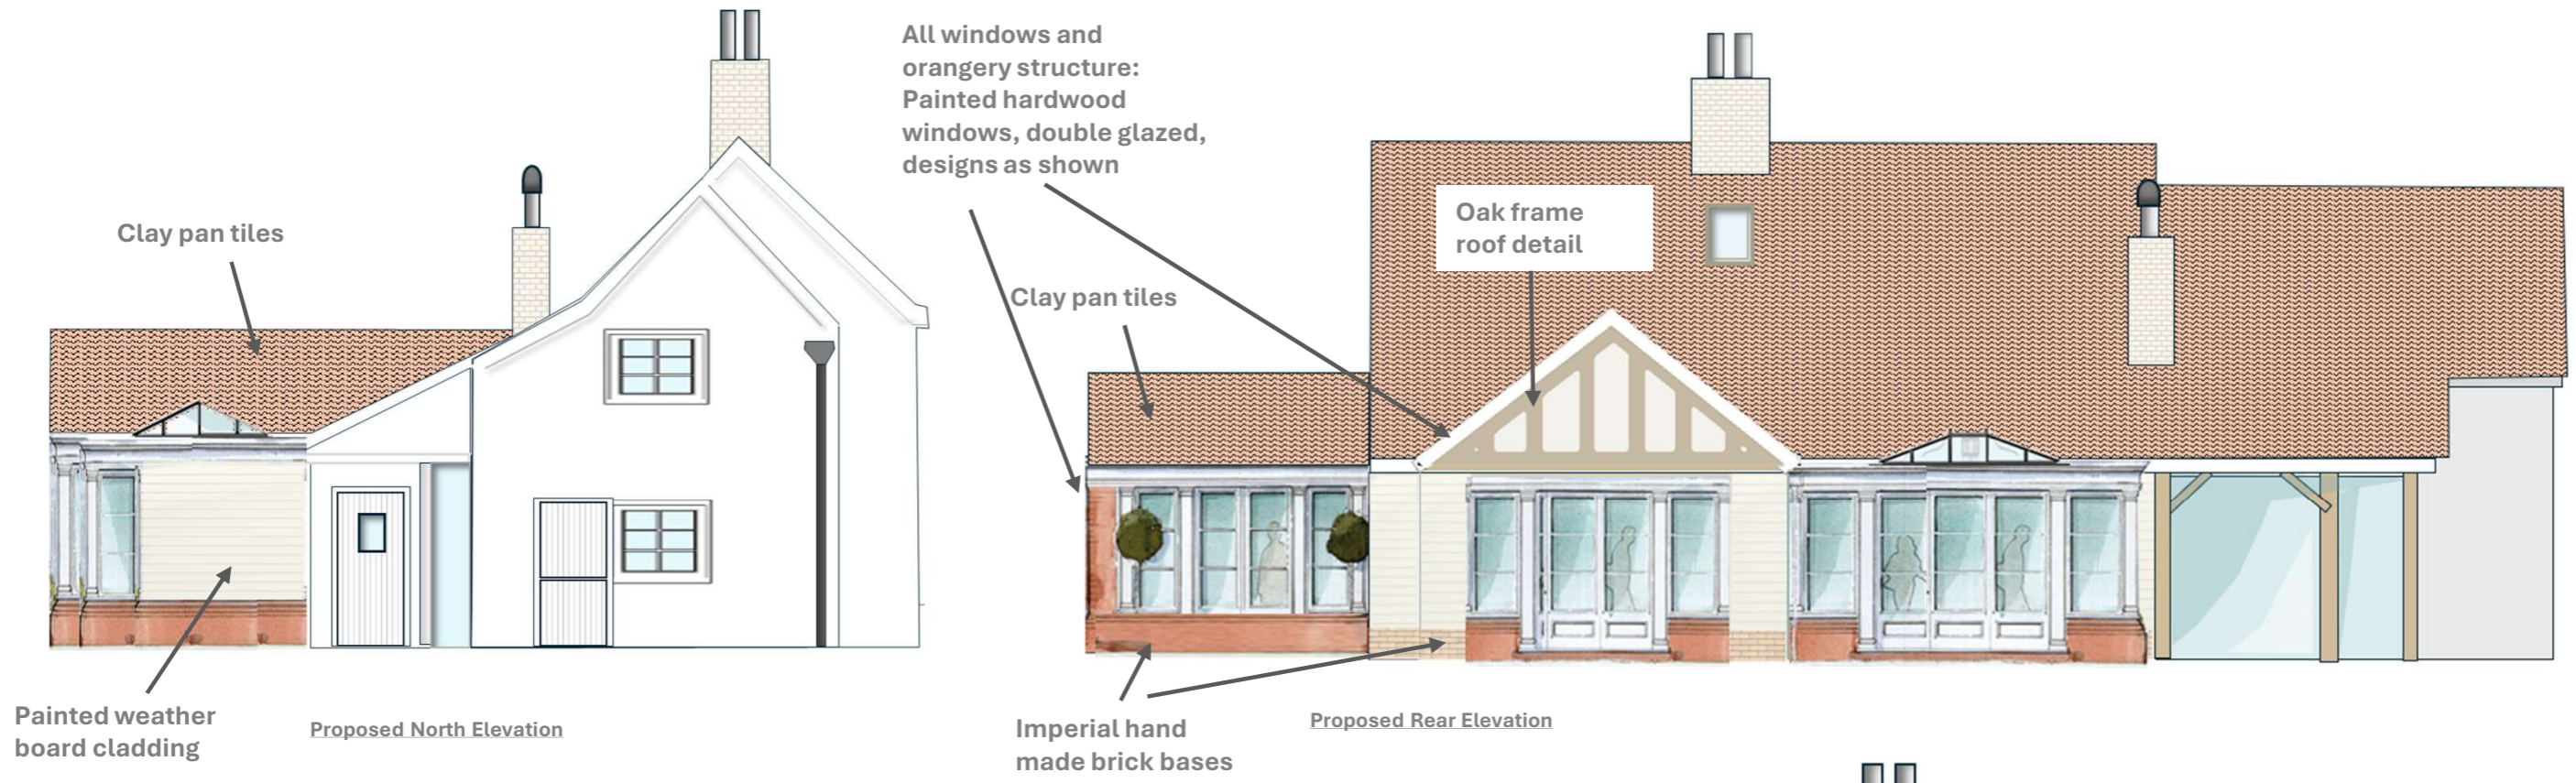 All windows and
orangery structure:
Painted hardwood
windows, double glazed,
designs as shown
Oak frame
roof detail
Clay pan tiles
Clay pan tiles
Painted weather
board cladding
Proposed North Elevation
Imperial hand
made brick bases
Proposed Rear Elevation